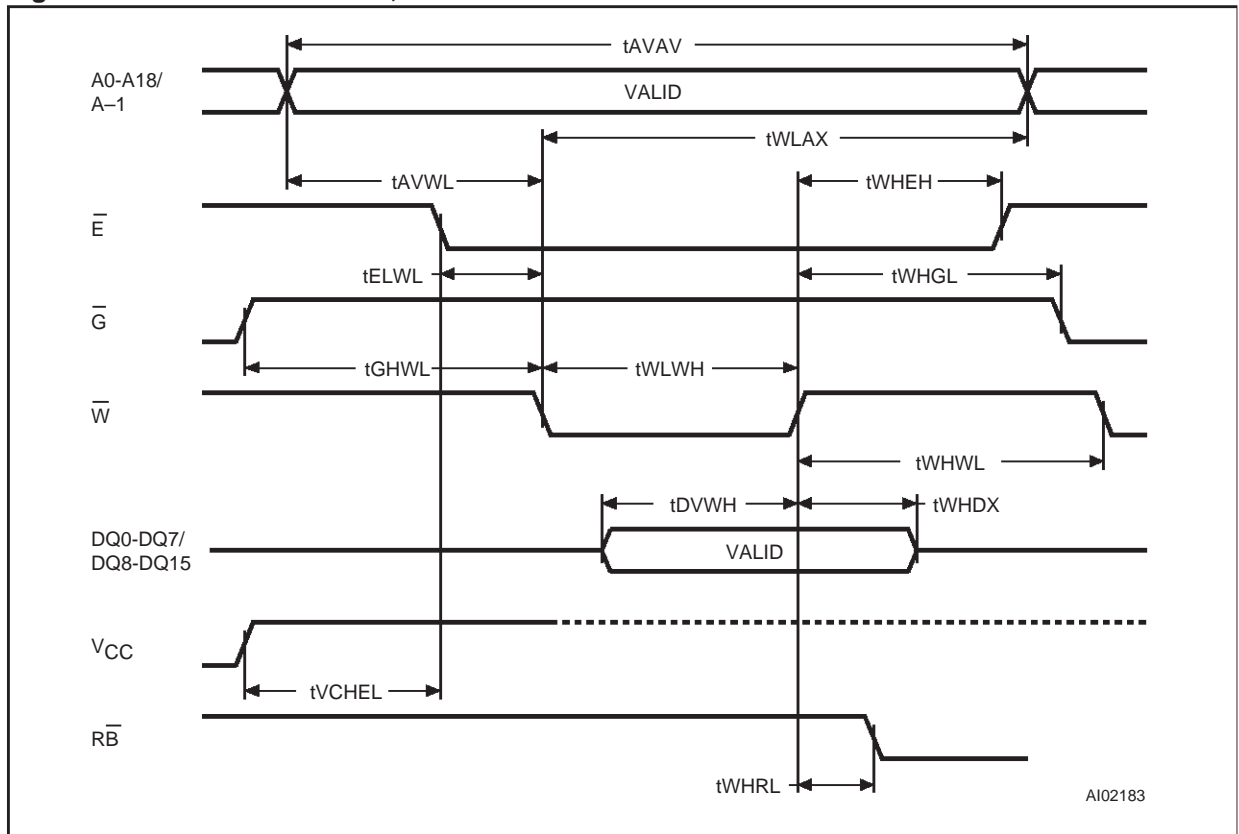 tAVAV
A0-A18/
A–1
VALID
tWLAX
tAVWL
tWHEH
E̅
tELWL
tWHGL
G̅
tGHWL
tWLWH
W̅
tWHWL
tDVWH
tWHDX
DQ0-DQ7/
DQ8-DQ15
VALID
VCC
tVCHEL
RB̅
tWHRL
AI02183